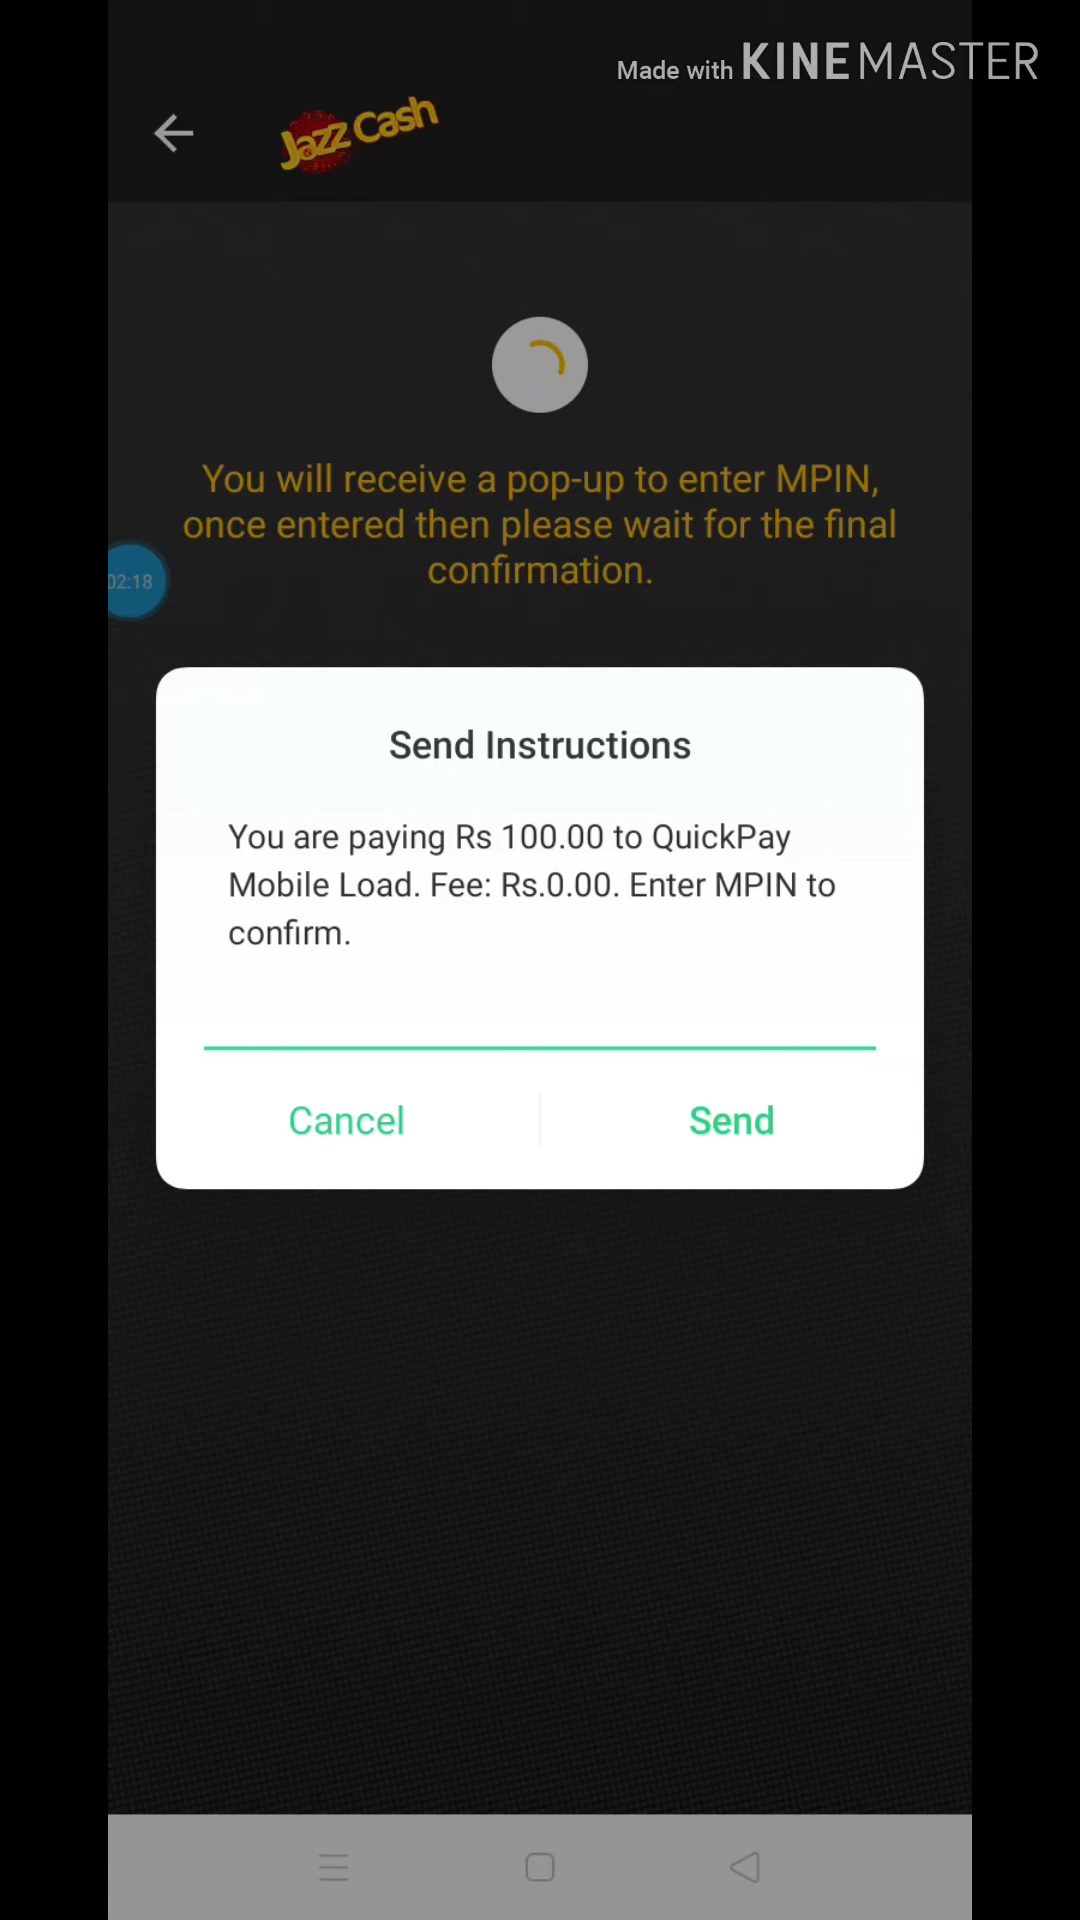 Made with KINEMASTER
Jazz Cash
You will receive a pop-up to enter MPIN,
once entered then please wait for the final
confirmation.
02:18
Send Instructions
You are paying Rs 100.00 to QuickPay
Mobile Load. Fee: Rs.0.00. Enter MPIN to
confirm.
Cancel
Send